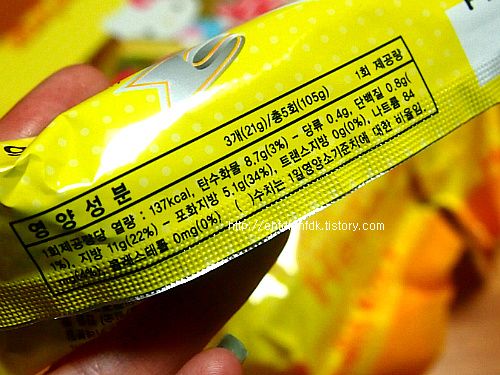 영양성분
1회 제공량
3개(21g)/총5회(105g)
1회제공량당 열량 : 137kcal, 탄수화물 8.7g(3%) - 당류 0.4g, 단백질 0.8g(
1%), 지방 11g(22%) - 포화지방 5.1g(34%), 트랜스지방 0g(0%), 나트륨 84
(4%), 콜레스테롤 0mg(0%) ( )수치는 1일영양소기준치에 대한 비율임